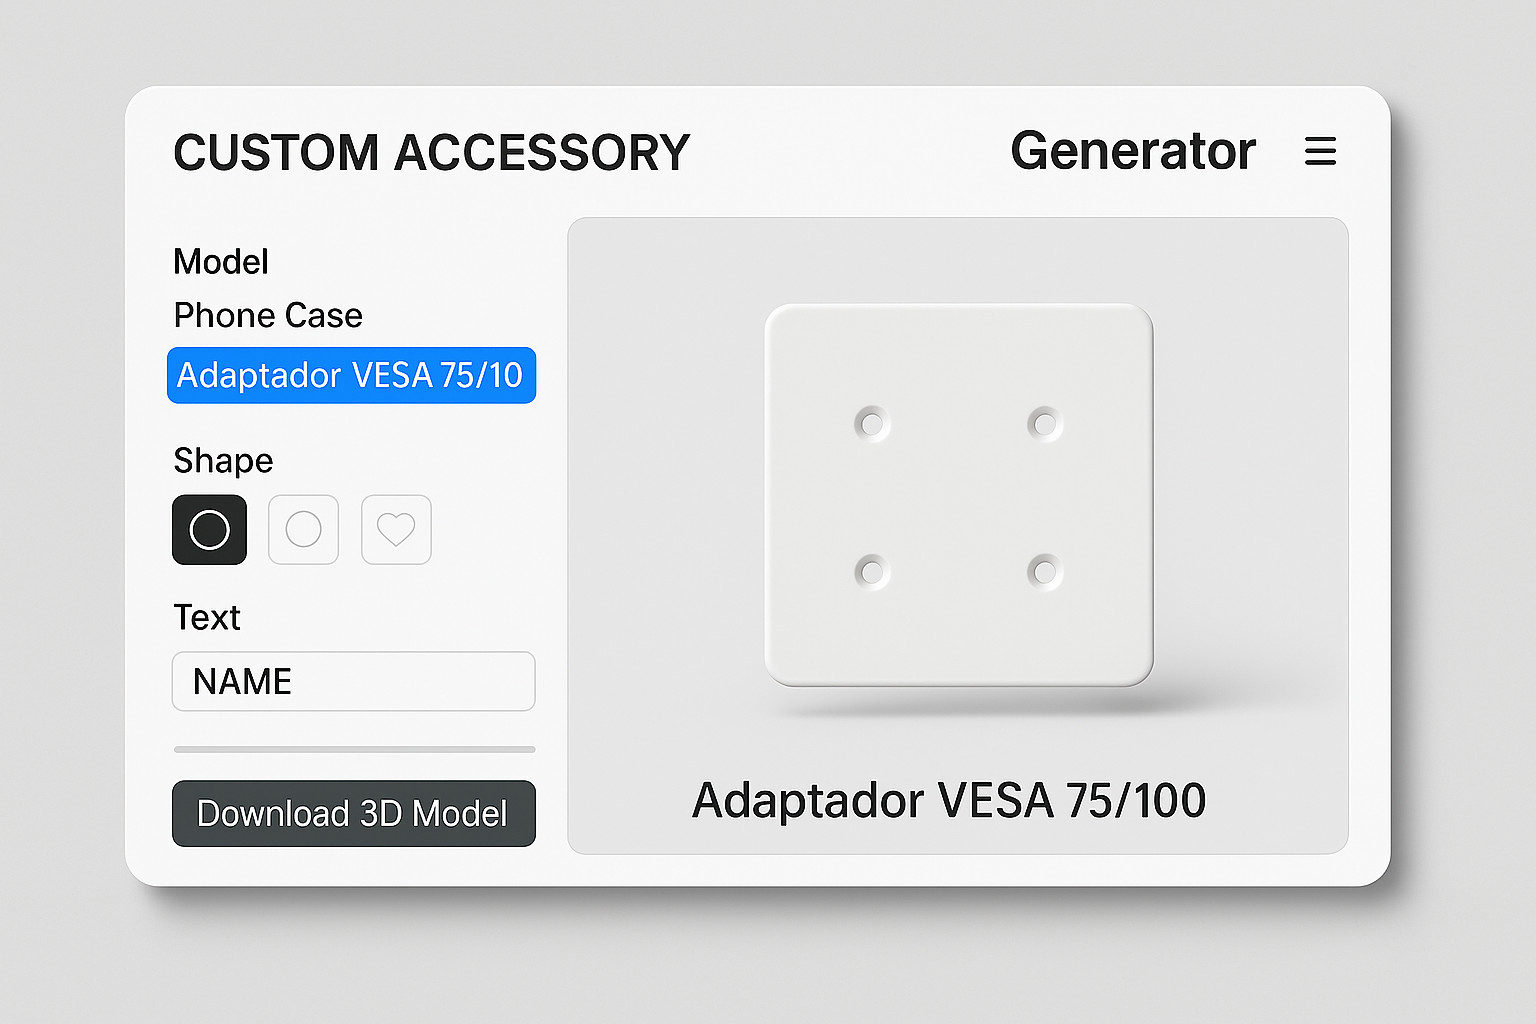 CUSTOM ACCESSORY
Generator
Model
Phone Case
Adaptador VESA 75/10
Shape
Text
NAME
Download 3D Model
Adaptador VESA 75/100